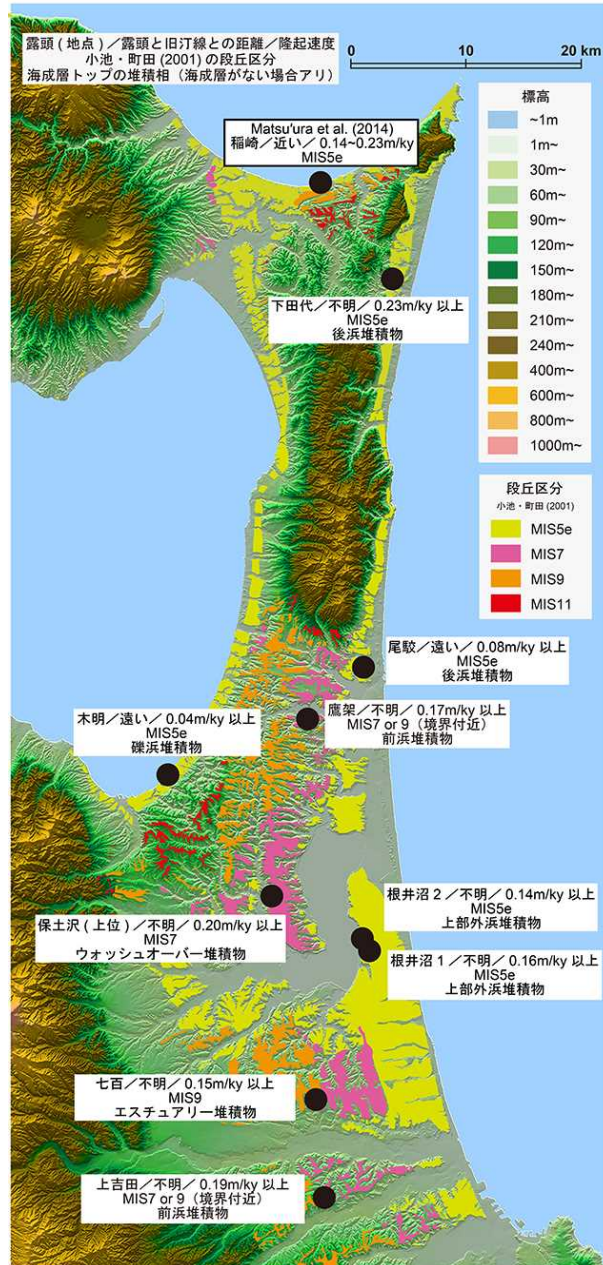 露頭(地点)／露頭と旧汀線との距離／隆起速度
小池・町田(2001)の段丘区分
海成層トップの堆積相（海成層がない場合アリ）
0 10 20 km
標高
~1m
1m~
30m~
60m~
90m~
120m~
150m~
180m~
210m~
240m~
400m~
600m~
800m~
1000m~
段丘区分
小池・町田(2001)
MIS5e
MIS7
MIS9
MIS11
Matsu'ura et al. (2014)
稲崎／近い／0.14~0.23m/ky
MIS5e
下田代／不明／0.23m/ky 以上
MIS5e
後浜堆積物
尾駮／遠い／0.08m/ky 以上
MIS5e
後浜堆積物
鷹架／不明／0.17m/ky 以上
MIS7 or 9（境界付近）
前浜堆積物
木明／遠い／0.04m/ky 以上
MIS5e
礫浜堆積物
根井沼 2／不明／0.14m/ky 以上
MIS5e
上部外浜堆積物
保土沢(上位)／不明／0.20m/ky 以上
MIS7
ウォッシュオーバー堆積物
根井沼 1／不明／0.16m/ky 以上
MIS5e
上部外浜堆積物
七百／不明／0.15m/ky 以上
MIS9
エスチュアリー堆積物
上吉田／不明／0.19m/ky 以上
MIS7 or 9（境界付近）
前浜堆積物